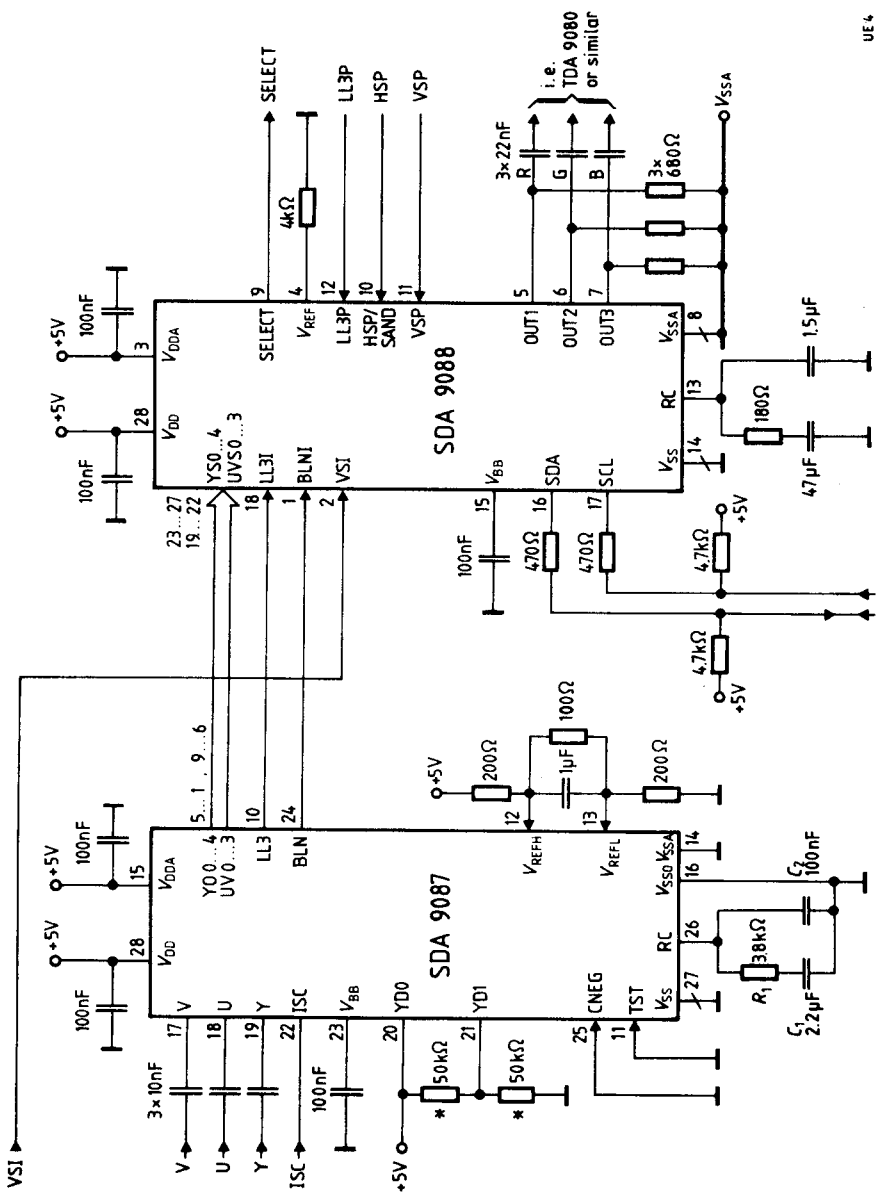 VSI
V
U
Y
ISC
+5V
3×10nF
100nF
17
18
19
22
23
20
21
25
11
V
U
Y
ISC
VBB
YD0
YD1
CNEG
TST
* 50kΩ
* 50kΩ
100nF
+5V
28
VDD
+5V
15
VDDA
100nF
SDA 9087
YO 0...4
UV 0...3
LL3
BLN
5...1 , 9...6
10
24
VREFH
VREFL
12
13
+5V
200Ω
1µF
100Ω
200Ω
VSS
27
RC
26
VSSQ
16
VSSA
14
R1
3.8kΩ
C1
2.2µF
C2
100nF
100nF
+5V
28
VDD
+5V
3
VDDA
100nF
23...27
19...22
18
1
2
YS0...4
UVS0...3
LL3I
BLNI
VSI
SDA 9088
VBB
15
100nF
SDA
16
470Ω
SCL
17
470Ω
4.7kΩ
+5V
4.7kΩ
+5V
VSS
14
RC
13
VSSA
8
180Ω
47µF
1.5µF
SELECT
9
SELECT
VREF
4
4kΩ
LL3P
12
LL3P
HSP/
SAND
10
HSP
VSP
11
VSP
OUT1
5
OUT2
6
OUT3
7
3×22nF
R
G
B
i.e.
TDA 9080
or similar
3×
680Ω
VSSA
UE4